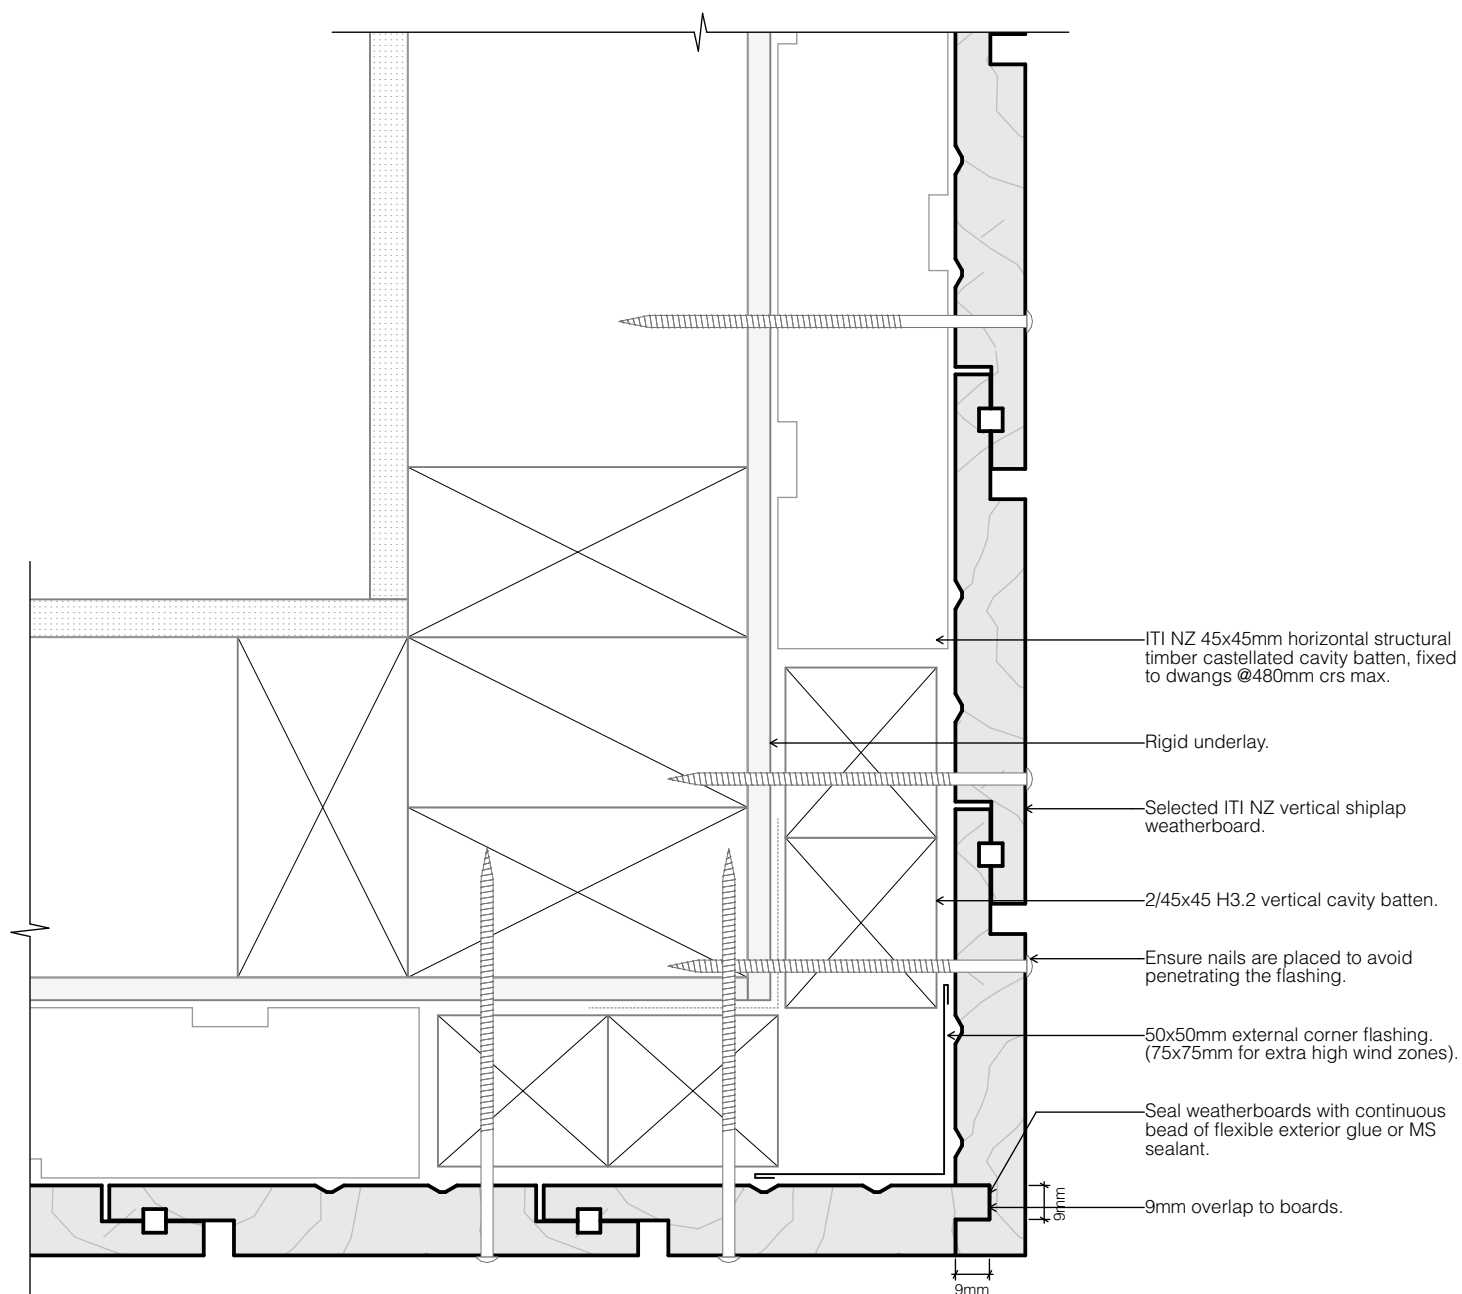 ITI NZ 45x45mm horizontal structural
timber castellated cavity batten, fixed
to dwangs @480mm crs max.
Rigid underlay.
Selected ITI NZ vertical shiplap
weatherboard.
2/45x45 H3.2 vertical cavity batten.
Ensure nails are placed to avoid
penetrating the flashing.
50x50mm external corner flashing.
(75x75mm for extra high wind zones).
Seal weatherboards with continuous
bead of flexible exterior glue or MS
sealant.
9mm
9mm overlap to boards.
9mm